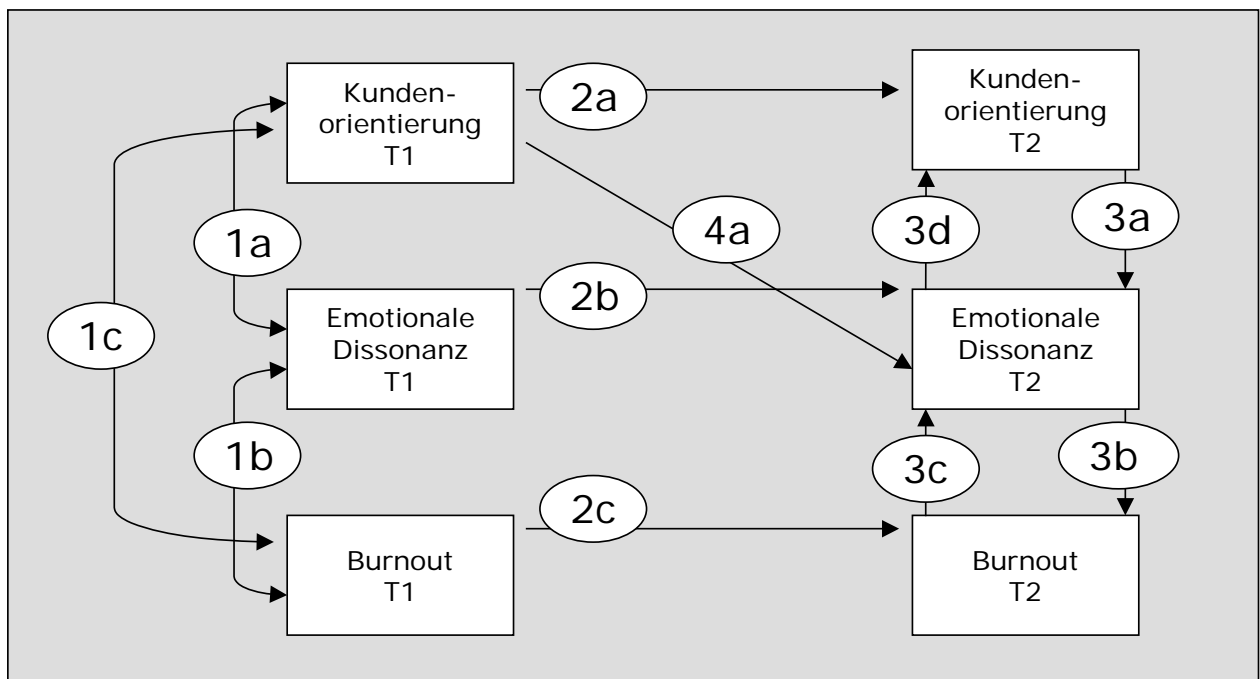 Kunden-
orientierung
T1
2a
Kunden-
orientierung
T2
1a
4a
3d
3a
1c
Emotionale
Dissonanz
T1
2b
Emotionale
Dissonanz
T2
1b
3c
3b
Burnout
T1
2c
Burnout
T2